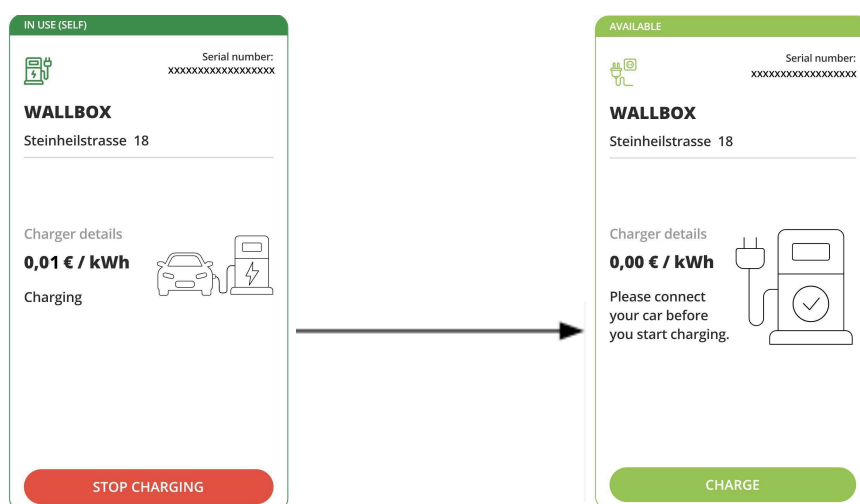 IN USE (SELF)
Serial number:
xxxxxxxxxxxxxxxxxx
WALLBOX
Steinheilstrasse 18
Charger details
0,01 € / kWh
Charging
STOP CHARGING
AVAILABLE
Serial number:
xxxxxxxxxxxxxxxxxx
WALLBOX
Steinheilstrasse 18
Charger details
0,00 € / kWh
Please connect
your car before
you start charging.
CHARGE